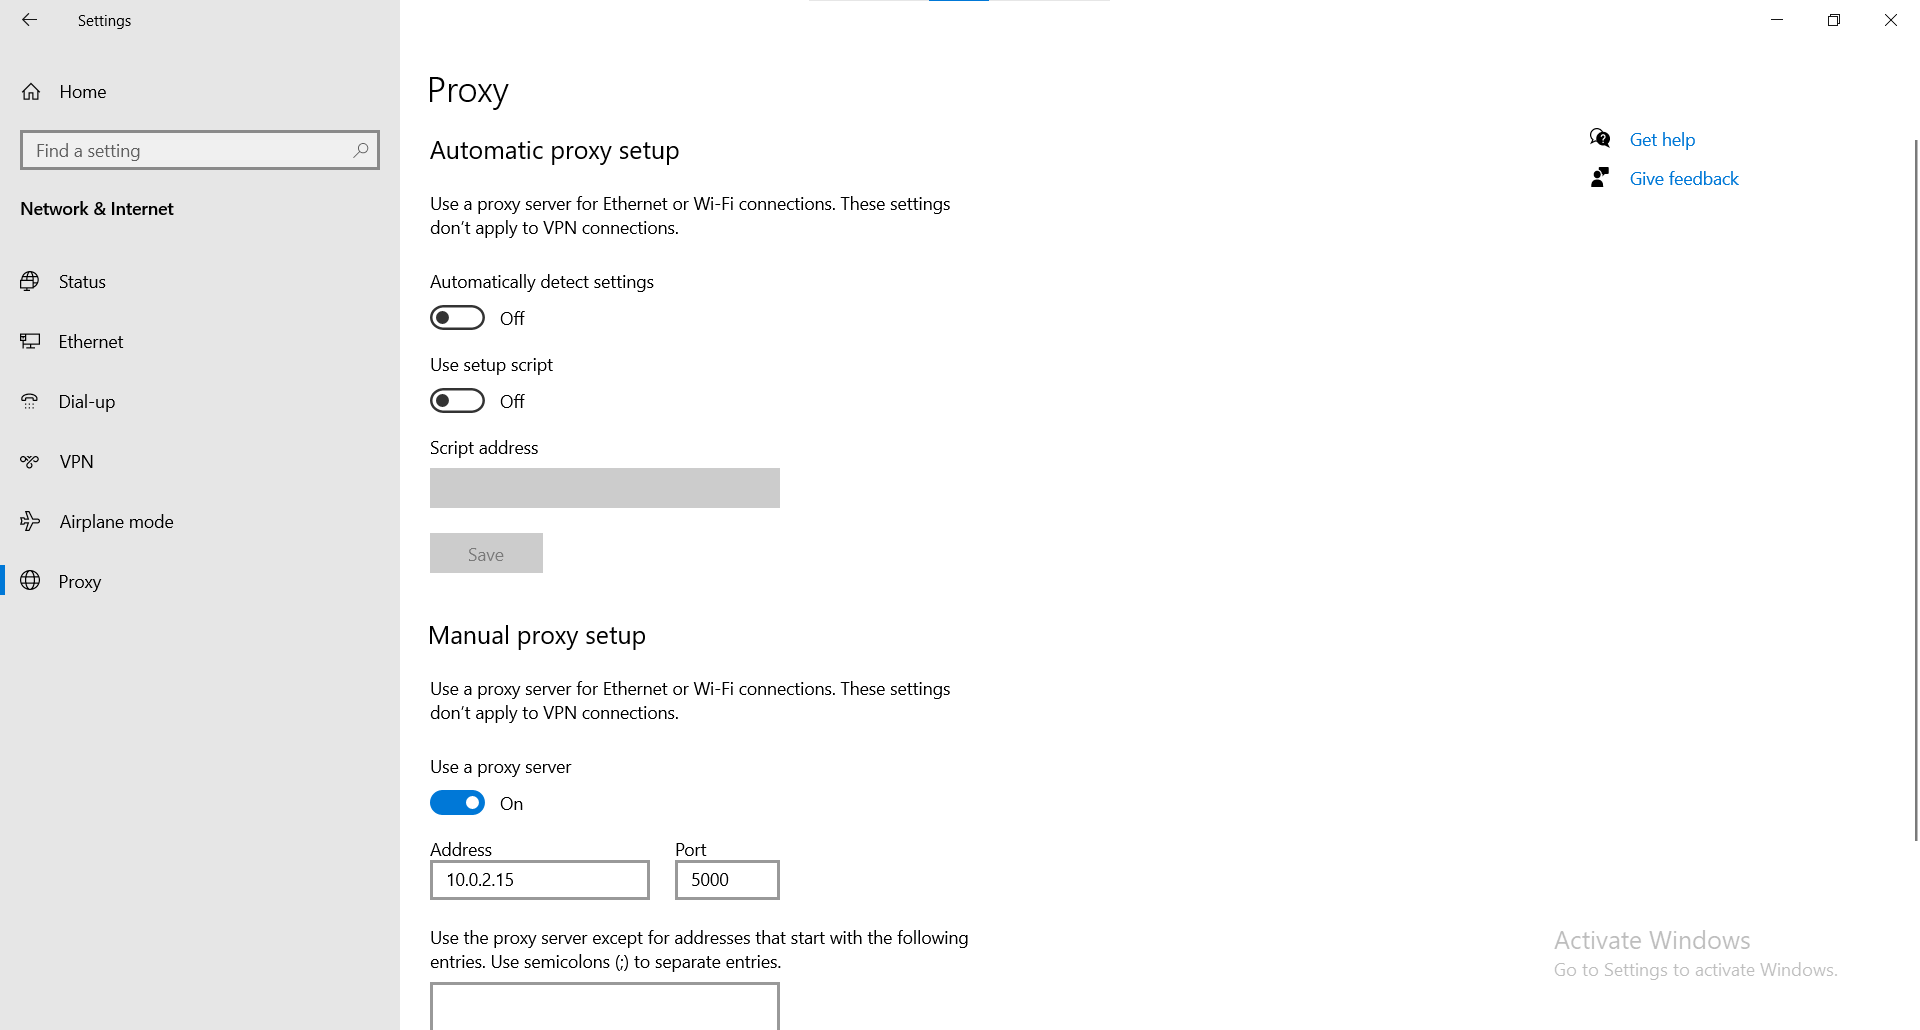 Settings
Home
Find a setting
Network & Internet
Status
Ethernet
Dial-up
VPN
Airplane mode
Proxy
Proxy
Automatic proxy setup
Use a proxy server for Ethernet or Wi-Fi connections. These settings
don't apply to VPN connections.
Automatically detect settings
Off
Use setup script
Off
Script address
Save
Manual proxy setup
Use a proxy server for Ethernet or Wi-Fi connections. These settings
don't apply to VPN connections.
Use a proxy server
On
Address Port
10.0.2.15 5000
Use the proxy server except for addresses that start with the following
entries. Use semicolons (;) to separate entries.
Get help
Give feedback
Activate Windows
Go to Settings to activate Windows.